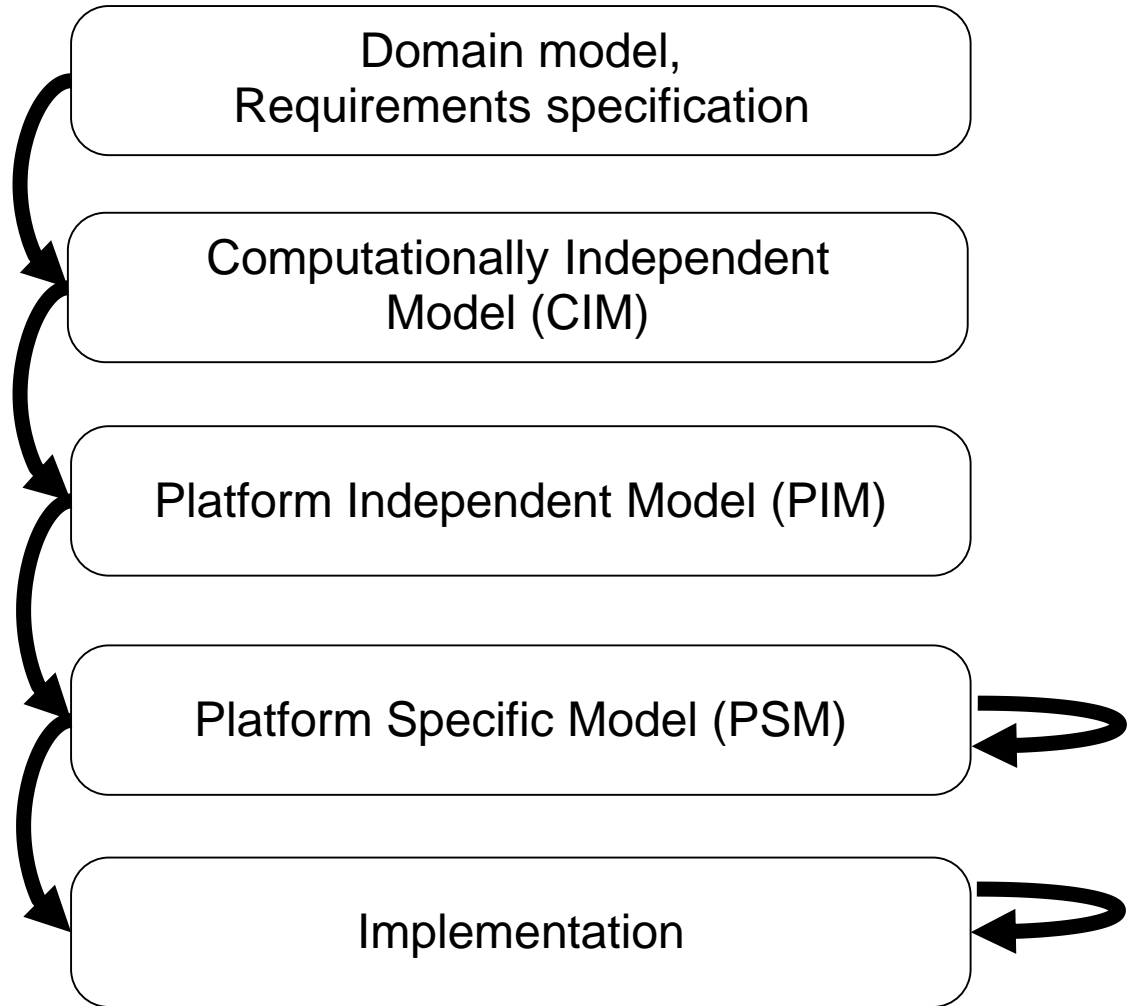 Domain model,
Requirements specification
Computationally Independent
Model (CIM)
Platform Independent Model (PIM)
Platform Specific Model (PSM)
Implementation